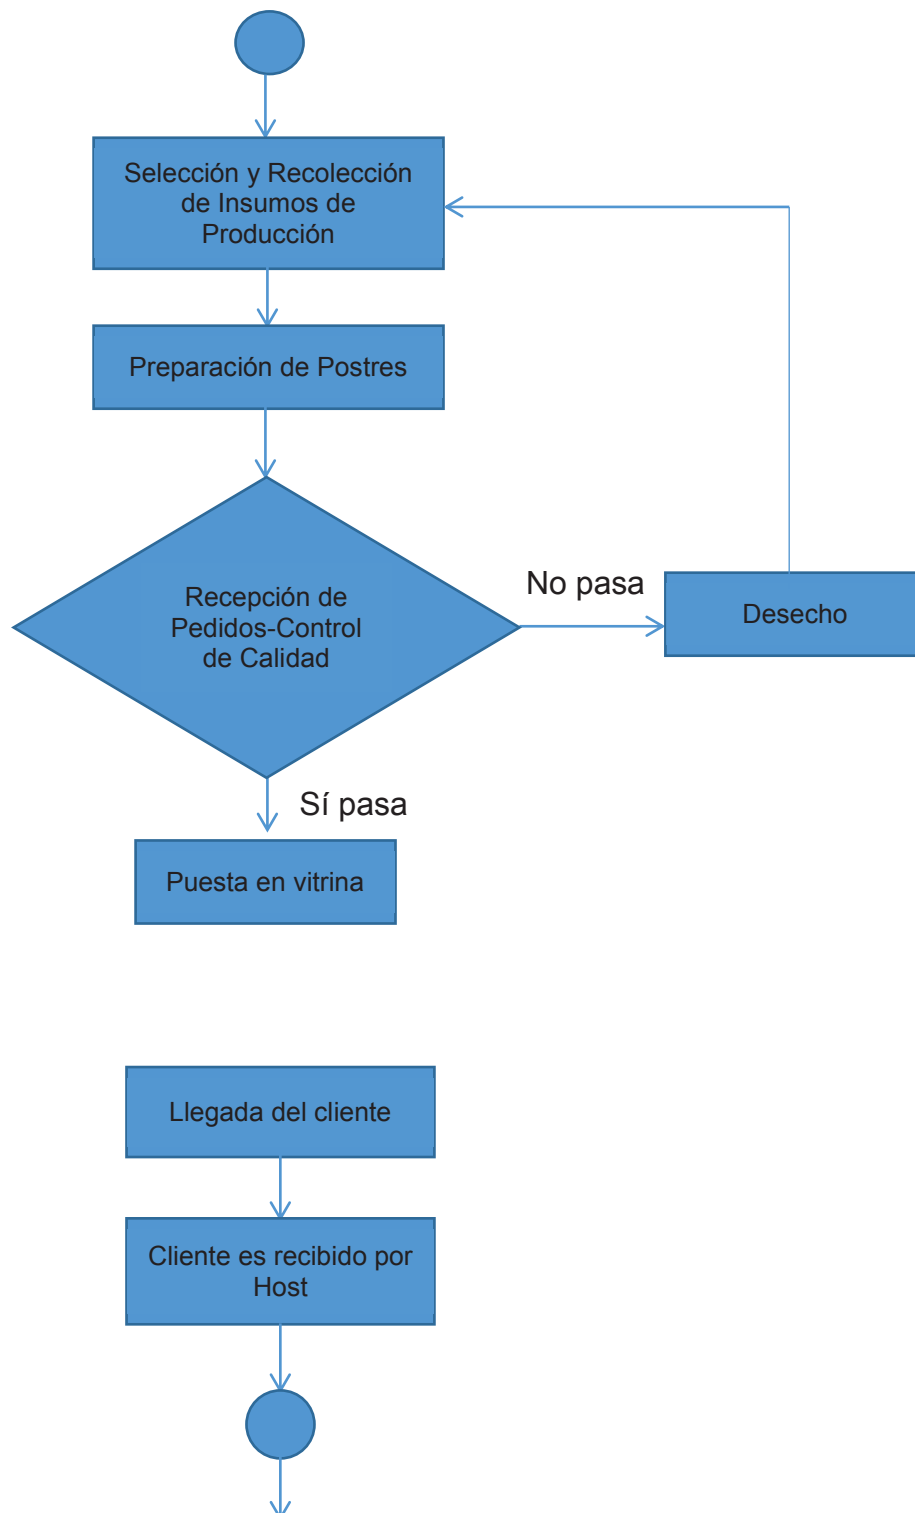 Selección y Recolección
de Insumos de
Producción
Preparación de Postres
Recepción de
Pedidos-Control
de Calidad
No pasa
Desecho
Sí pasa
Puesta en vitrina
Llegada del cliente
Cliente es recibido por
Host